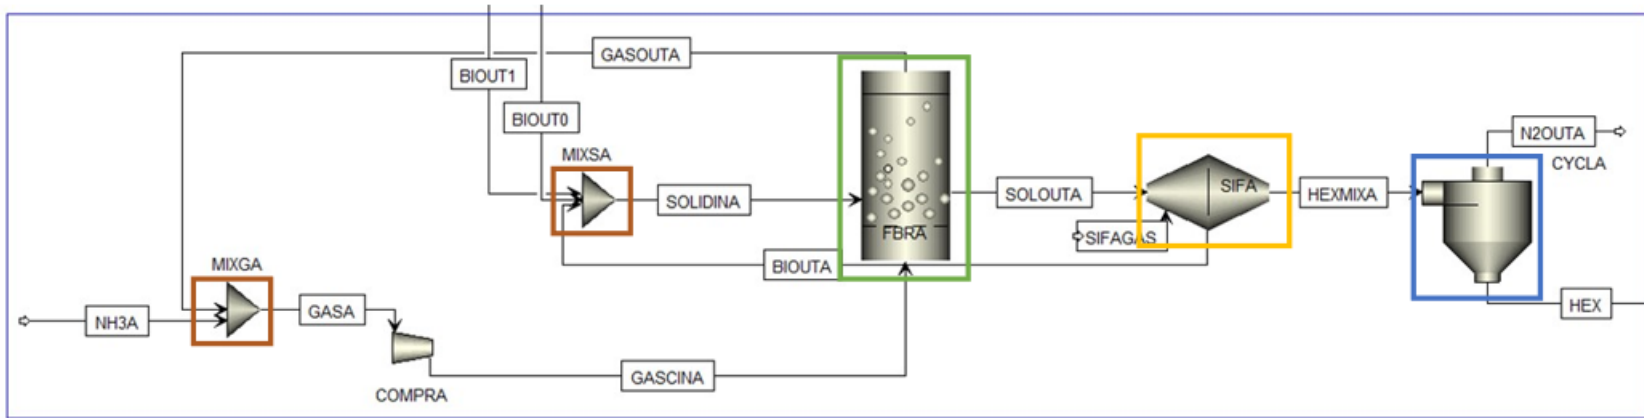 GASOUTA
BIOUT1
BIOUT0
MIXSA
SOLIDINA
FBRA
SOLOUTA
SIFA
SIFAGAS
HEXMIXA
N2OUTA
CYCLA
BIOUTA
MIXGA
NH3A
GASA
COMPRA
GASCINA
HEX